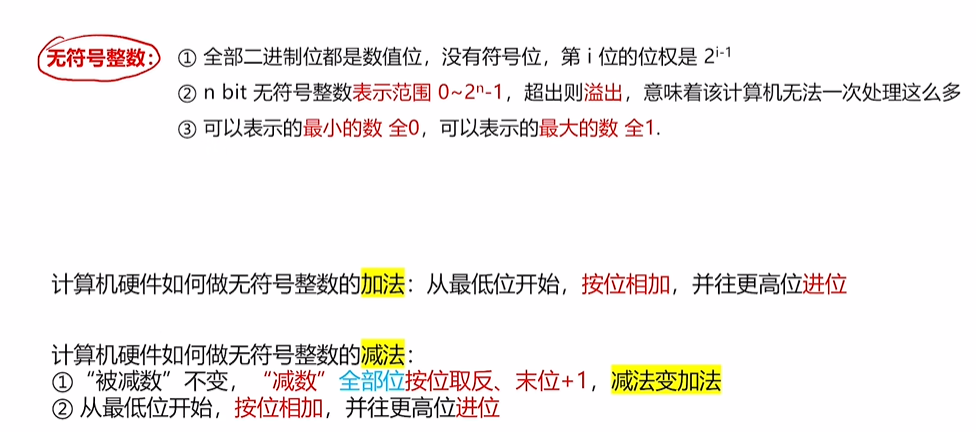 无符号整数： ① 全部二进制位都是数值位，没有符号位，第 i 位的位权是 2ⁱ⁻¹
② n bit 无符号整数表示范围 0~2ⁿ-1，超出则溢出，意味着该计算机无法一次处理这么多
③ 可以表示的最小的数 全0，可以表示的最大的数 全1.
计算机硬件如何做无符号整数的加法：从最低位开始，按位相加，并往更高位进位
计算机硬件如何做无符号整数的减法：
①“被减数”不变，“减数”全部位按位取反、末位+1，减法变加法
② 从最低位开始，按位相加，并往更高位进位